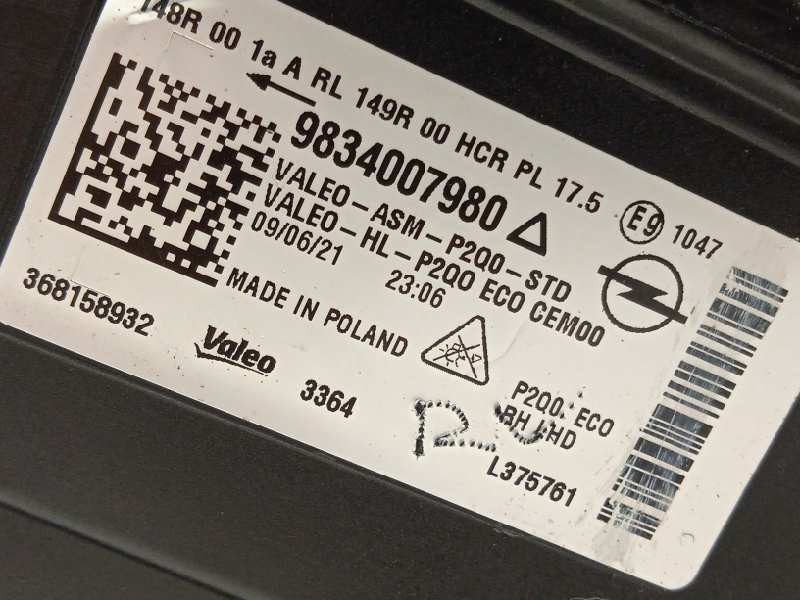 148R 00 1a A RL 149R 00 HCR PL 17.5 E9 1047
9834007980
VALEO-ASM-P2Q0-STD
VALEO-HL-P2Q0 ECO CEM00
09/06/21 23:06
368158932
MADE IN POLAND
Valeo
3364
P2Q0 ECO
RH LHD
L375761